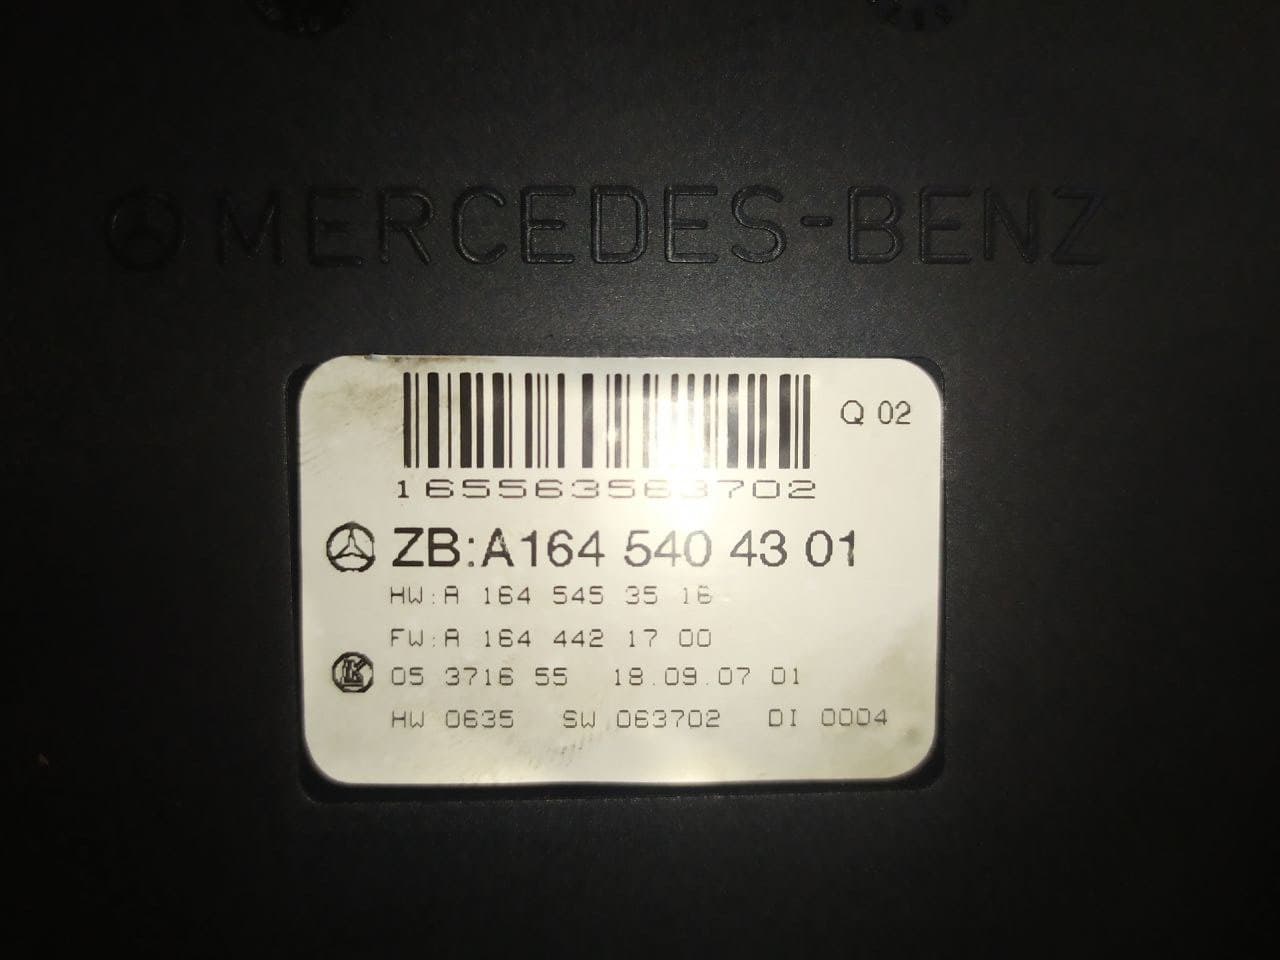 MERCEDES-BENZ
Q 02
165563563702
ZB:A164 540 43 01
HW:A 164 545 35 16
FW:A 164 442 17 00
05 3716 55 18.09.07 01
HW 0635 SW 063702 DI 0004